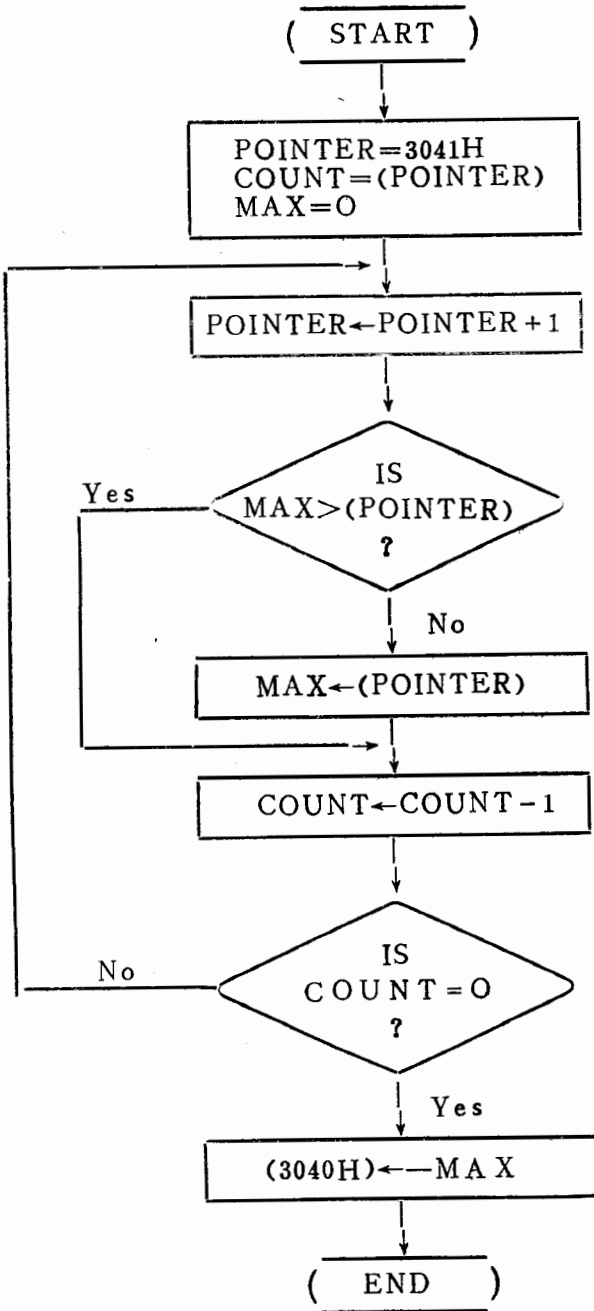 START
POINTER=3041H
COUNT=(POINTER)
MAX=O
POINTER←POINTER+1
IS
MAX>(POINTER)
?
Yes
No
MAX←(POINTER)
COUNT←COUNT-1
IS
COUNT=O
?
No
Yes
(3040H)←MAX
END